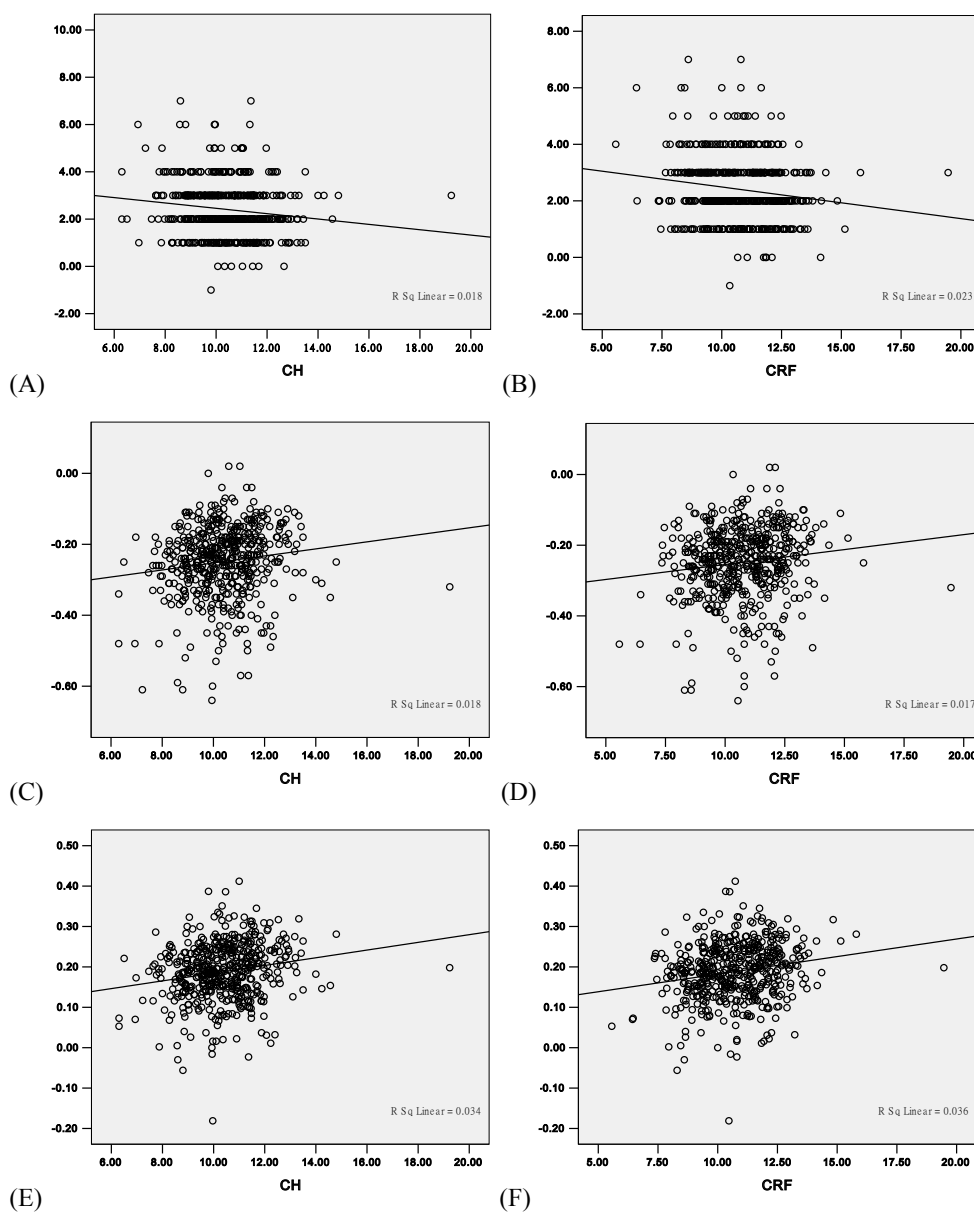 10.00
8.00
6.00
4.00
2.00
0.00
-2.00
R Sq Linear = 0.018
6.00 8.00 10.00 12.00 14.00 16.00 18.00 20.00
CH
(A)
8.00
6.00
4.00
2.00
0.00
-2.00
R Sq Linear = 0.023
5.00 7.50 10.00 12.50 15.00 17.50 20.00
CRF
(B)
0.00
-0.20
-0.40
-0.60
R Sq Linear = 0.018
6.00 8.00 10.00 12.00 14.00 16.00 18.00 20.00
CH
(C)
0.00
-0.20
-0.40
-0.60
R Sq Linear = 0.017
5.00 7.50 10.00 12.50 15.00 17.50 20.00
CRF
(D)
0.50
0.40
0.30
0.20
0.10
0.00
-0.10
-0.20
R Sq Linear = 0.034
6.00 8.00 10.00 12.00 14.00 16.00 18.00 20.00
CH
(E)
0.50
0.40
0.30
0.20
0.10
0.00
-0.10
-0.20
R Sq Linear = 0.036
5.00 7.50 10.00 12.50 15.00 17.50 20.00
CRF
(F)